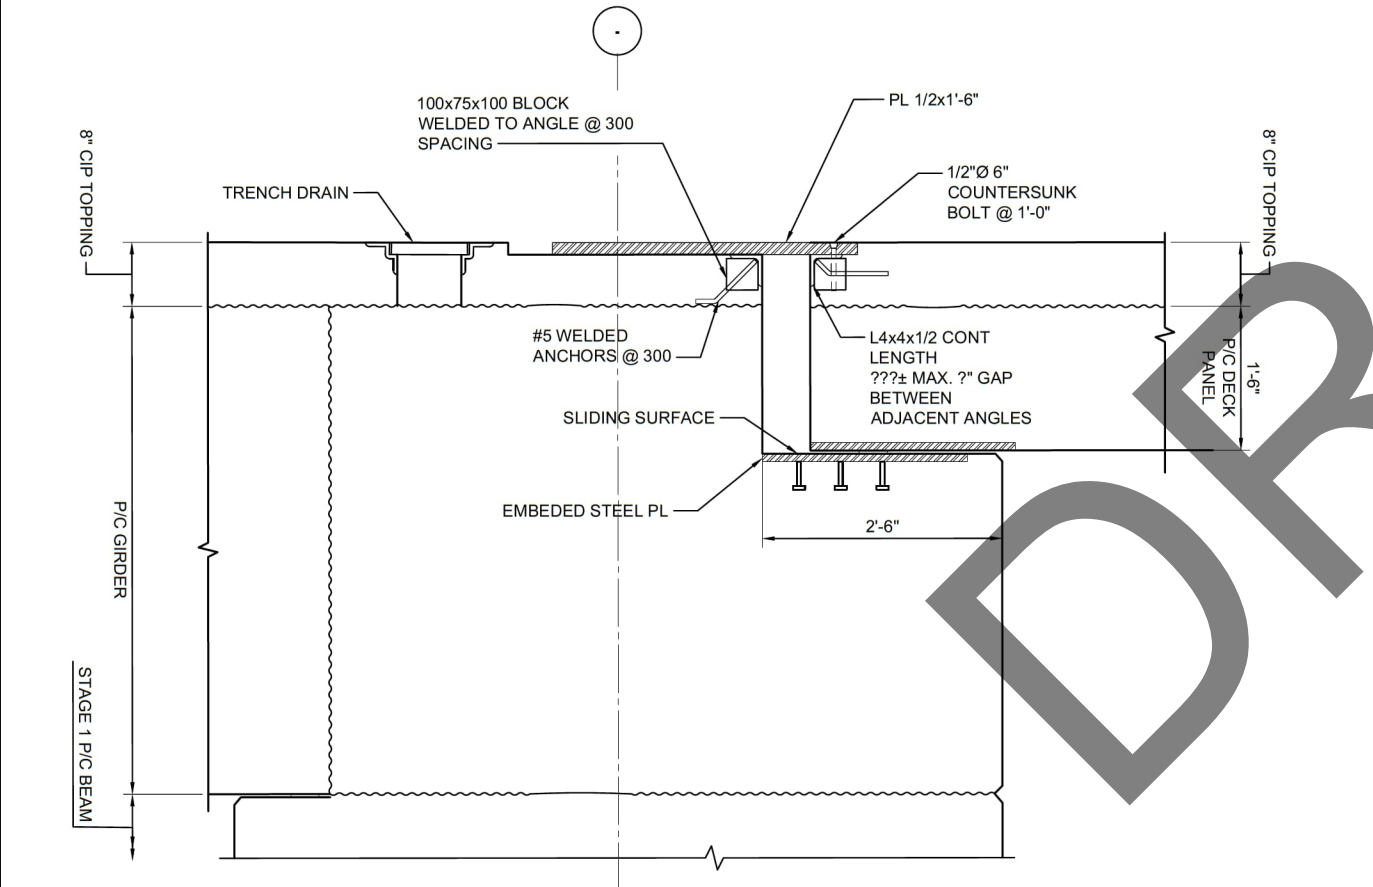 100x75x100 BLOCK
WELDED TO ANGLE @ 300
SPACING
PL 1/2x1'-6"
8" CIP TOPPING
8" CIP TOPPING
TRENCH DRAIN
1/2"Ø 6"
COUNTERSUNK
BOLT @ 1'-0"
#5 WELDED
ANCHORS @ 300
L4x4x1/2 CONT
LENGTH
???± MAX. ?" GAP
BETWEEN
ADJACENT ANGLES
1'-6"
P/C DECK
PANEL
SLIDING SURFACE
EMBEDED STEEL PL
2'-6"
P/C GIRDER
STAGE 1 P/C BEAM
DR